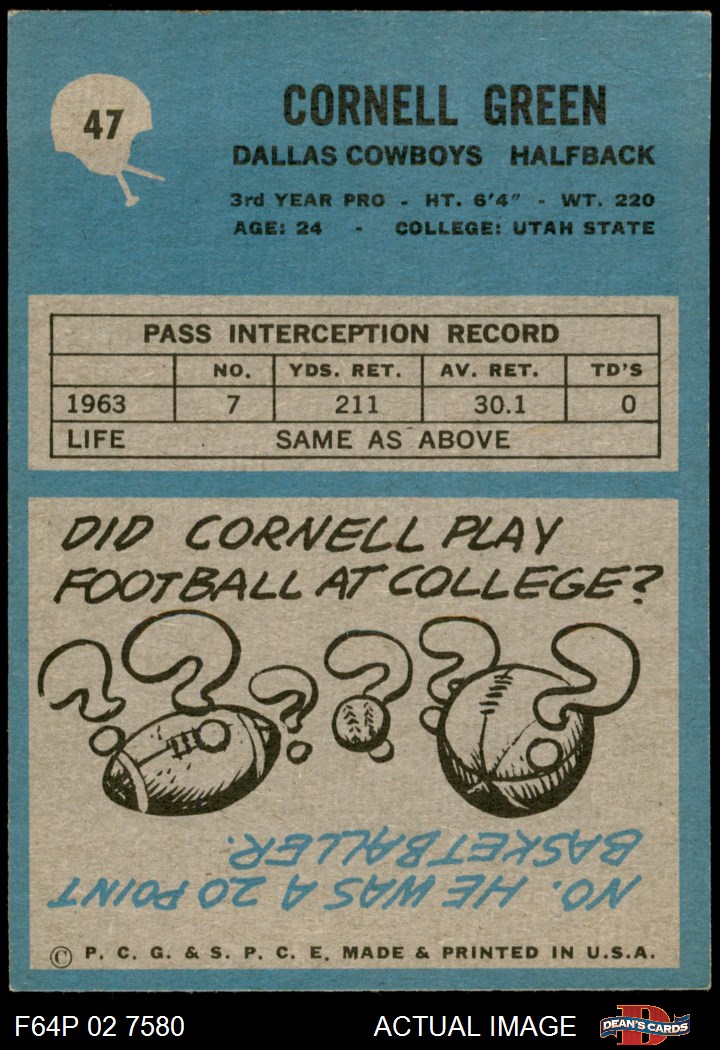 47
CORNELL GREEN
DALLAS COWBOYS HALFBACK
3rd YEAR PRO - HT. 6'4" - WT. 220
AGE: 24 - COLLEGE: UTAH STATE
PASS INTERCEPTION RECORD
NO. YDS. RET. AV. RET. TD'S
1963 7 211 30.1 0
LIFE SAME AS ABOVE
DID CORNELL PLAY
FOOTBALL AT COLLEGE?
NO. HE WAS A 20 POINT
BASKETBALLER.
© P. C. G. & S. P. C. E. MADE & PRINTED IN U.S.A.
F64P 02 7580 ACTUAL IMAGE DEAN'S CARDS